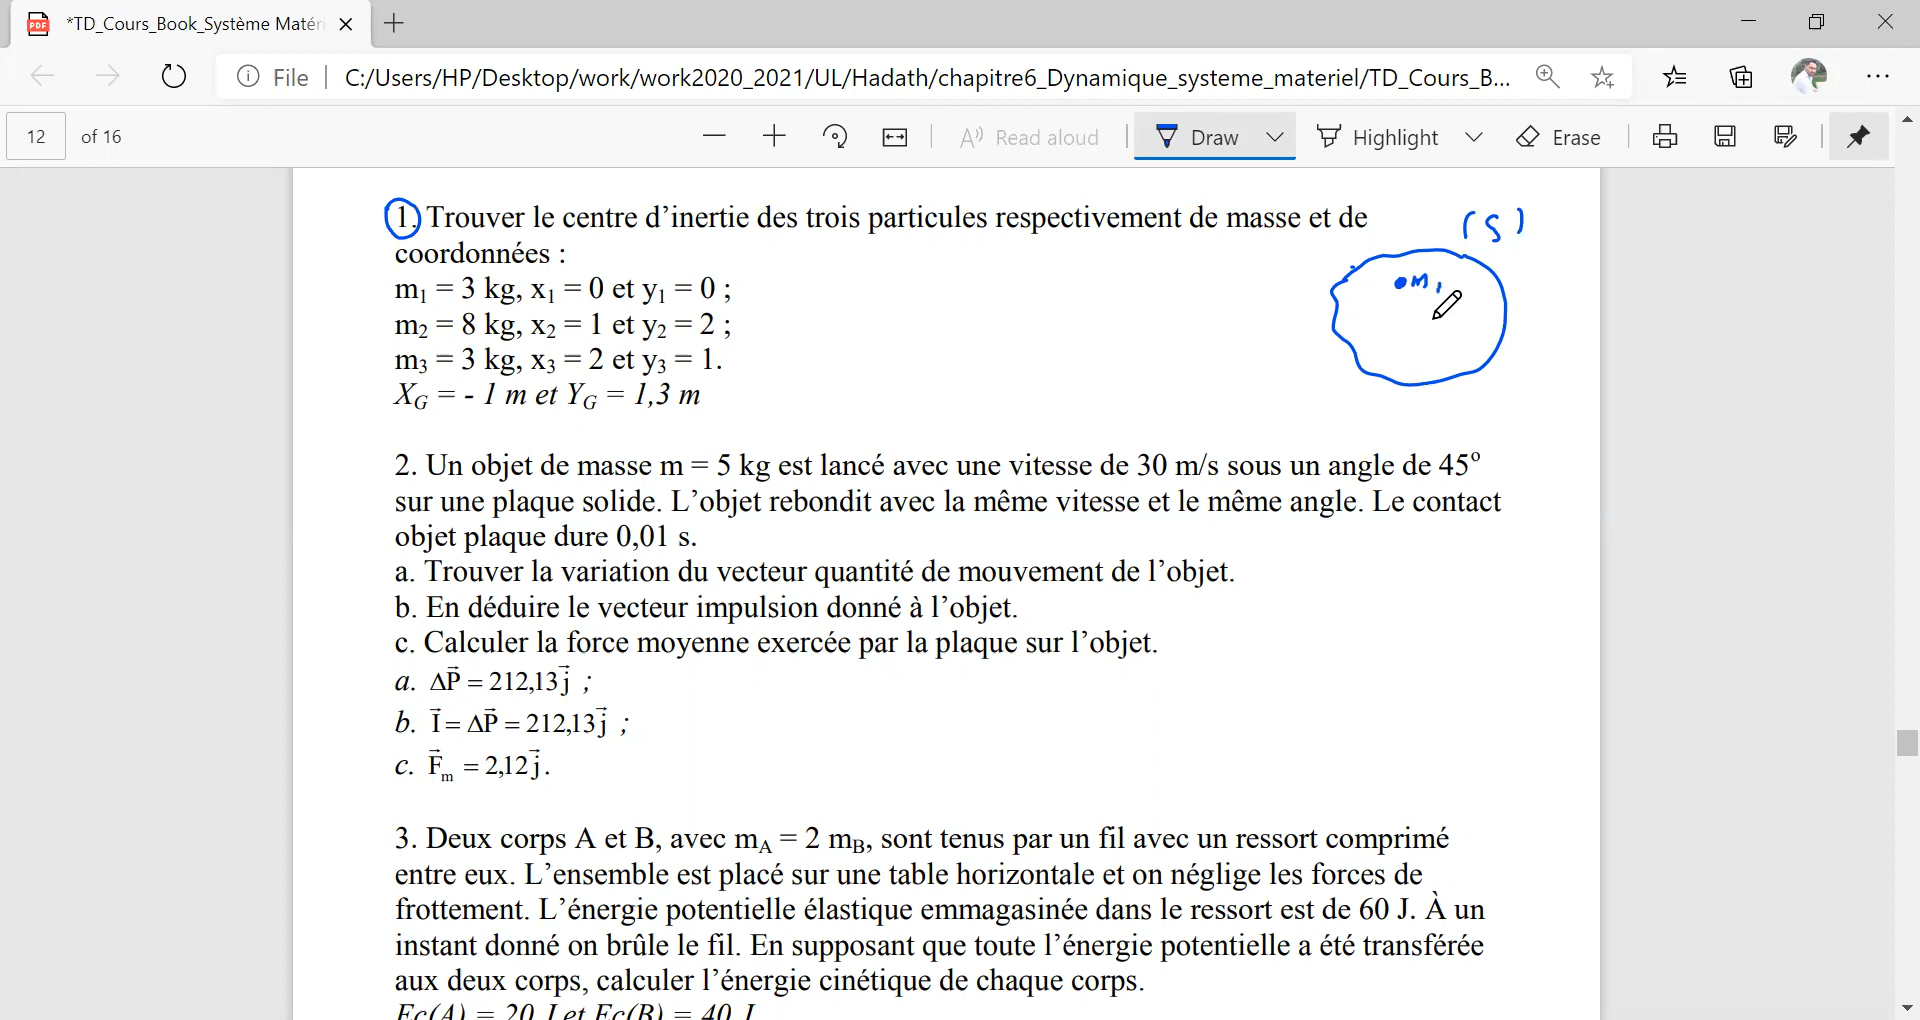 *TD_Cours_Book_Système Matéri
File
C:/Users/HP/Desktop/work/work2020_2021/UL/Hadath/chapitre6_Dynamique_systeme_materiel/TD_Cours_B...
12 of 16
Read aloud
Draw
Highlight
Erase
1. Trouver le centre d’inertie des trois particules respectivement de masse et de
coordonnées :
m₁ = 3 kg, x₁ = 0 et y₁ = 0 ;
m₂ = 8 kg, x₂ = 1 et y₂ = 2 ;
m₃ = 3 kg, x₃ = 2 et y₃ = 1.
X_G = - 1 m et Y_G = 1,3 m
(S)
M₁
2. Un objet de masse m = 5 kg est lancé avec une vitesse de 30 m/s sous un angle de 45°
sur une plaque solide. L’objet rebondit avec la même vitesse et le même angle. Le contact
objet plaque dure 0,01 s.
a. Trouver la variation du vecteur quantité de mouvement de l’objet.
b. En déduire le vecteur impulsion donné à l’objet.
c. Calculer la force moyenne exercée par la plaque sur l’objet.
a. ΔP⃗ = 212,13 j⃗ ;
b. I⃗ = ΔP⃗ = 212,13 j⃗ ;
c. F⃗_m = 2,12 j⃗.
3. Deux corps A et B, avec m_A = 2 m_B, sont tenus par un fil avec un ressort comprimé
entre eux. L’ensemble est placé sur une table horizontale et on néglige les forces de
frottement. L’énergie potentielle élastique emmagasinée dans le ressort est de 60 J. À un
instant donné on brûle le fil. En supposant que toute l’énergie potentielle a été transférée
aux deux corps, calculer l’énergie cinétique de chaque corps.
Ec(A) = 20 J et Ec(B) = 40 J